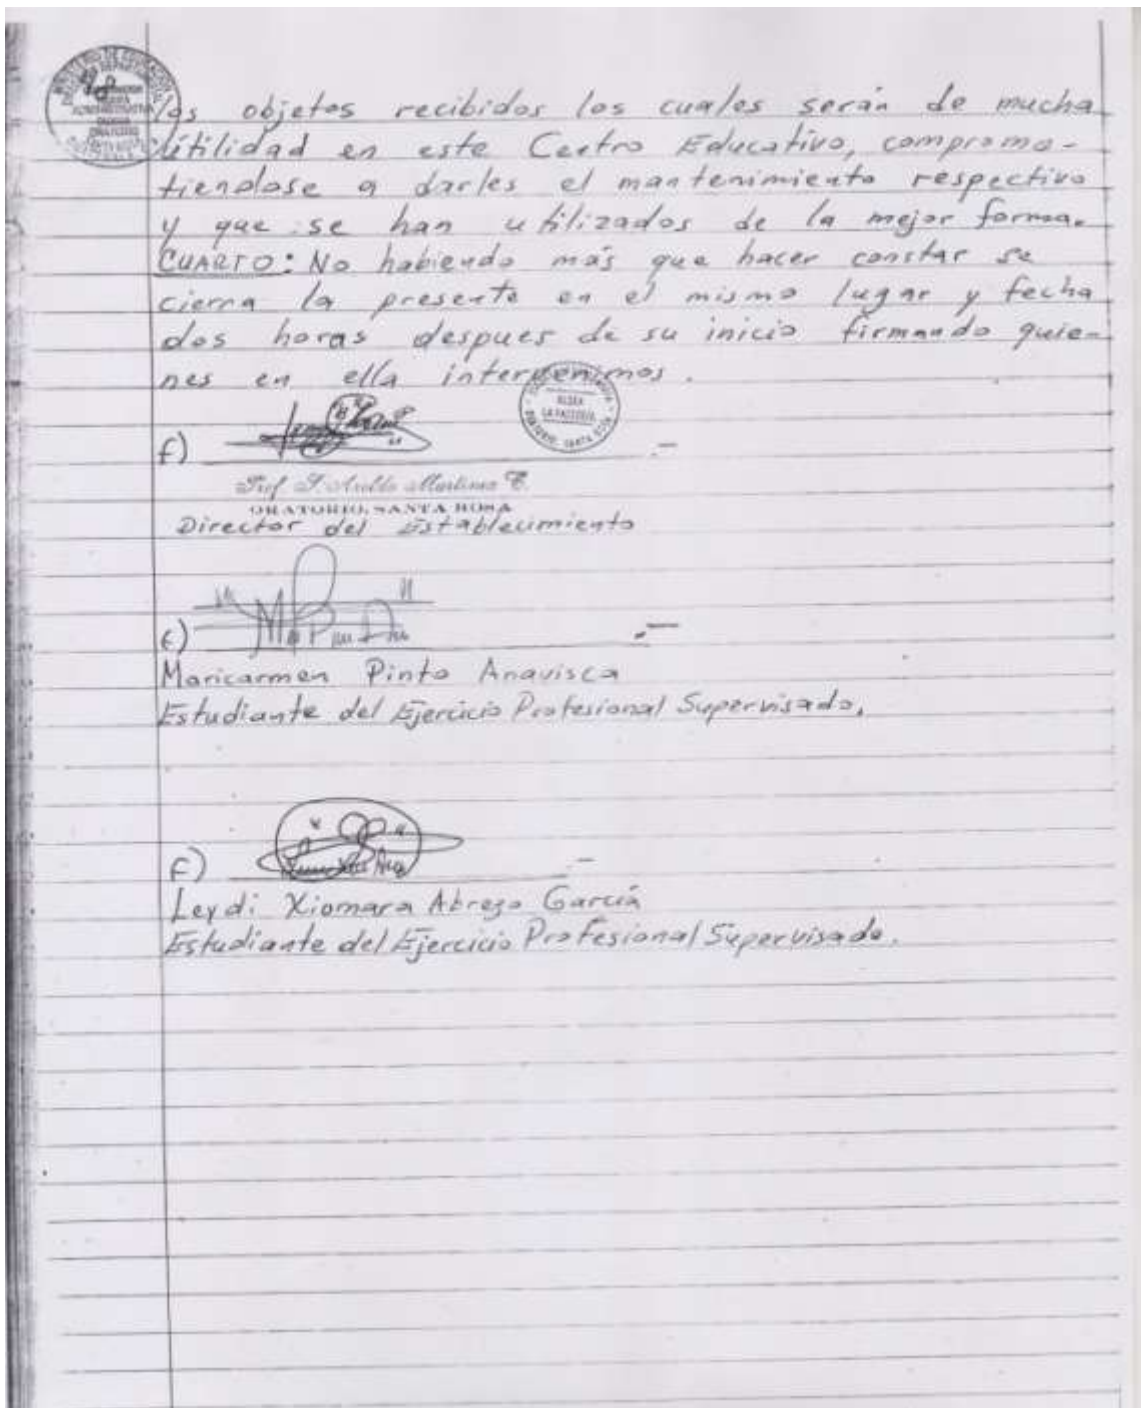 los objetos recibidos los cuales serán de mucha
útilidad en este Centro Educativo, comprome-
tiendose a darles el mantenimiento respectivo
y que se han utilizados de la mejor forma.
CUARTO: No habiendo más que hacer constar se
cierra la presente en el mismo lugar y fecha
dos horas despues de su inicio firmando quie-
nes en ella intervenimos.
f)
Prof. Martinez
ORATORIO, SANTA ROSA
Director del Establecimiento
f)
Maricarmen Pinto Anavisca
Estudiante del Ejercicio Profesional Supervisado.
f)
Leydi Xiomara Abrego García
Estudiante del Ejercicio Profesional Supervisado.